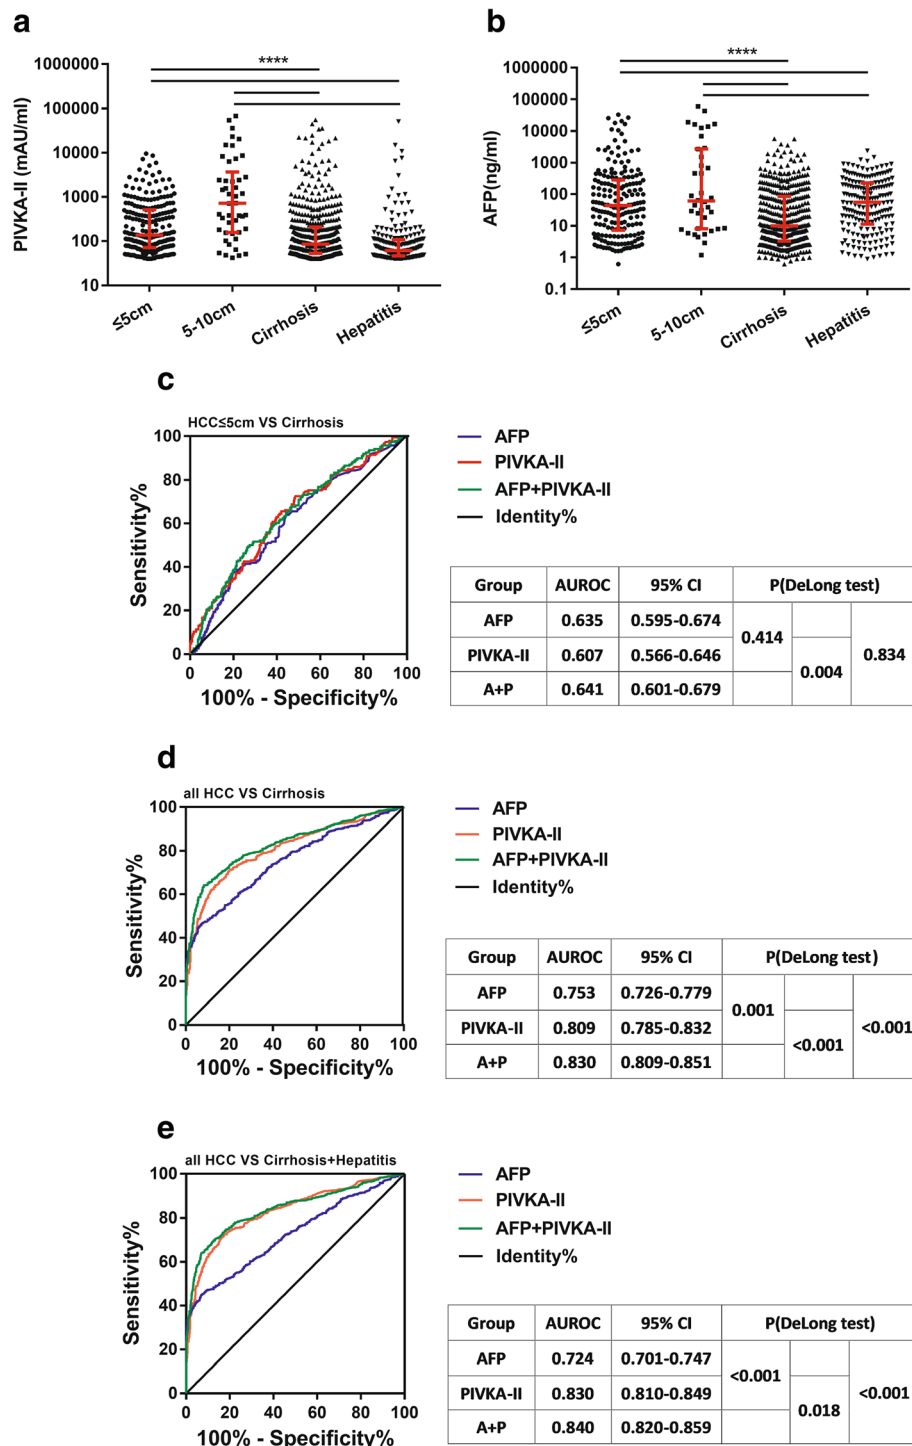 a
PIVKA-II (mAU/ml)
1000000
100000
10000
1000
100
10
****
≤5cm
5-10cm
Cirrhosis
Hepatitis
b
AFP(ng/ml)
1000000
100000
10000
1000
100
10
1
0.1
****
≤5cm
5-10cm
Cirrhosis
Hepatitis
c
HCC≤5cm VS Cirrhosis
Sensitivity%
100
80
60
40
20
0
0 20 40 60 80 100
100% - Specificity%
AFP
PIVKA-II
AFP+PIVKA-II
Identity%
Group AUROC 95% CI P(DeLong test)
AFP 0.635 0.595-0.674
0.414
PIVKA-II 0.607 0.566-0.646 0.834
0.004
A+P 0.641 0.601-0.679
d
all HCC VS Cirrhosis
Sensitivity%
100
80
60
40
20
0
0 20 40 60 80 100
100% - Specificity%
AFP
PIVKA-II
AFP+PIVKA-II
Identity%
Group AUROC 95% CI P(DeLong test)
AFP 0.753 0.726-0.779
0.001
PIVKA-II 0.809 0.785-0.832 <0.001
<0.001
A+P 0.830 0.809-0.851
e
all HCC VS Cirrhosis+Hepatitis
Sensitivity%
100
80
60
40
20
0
0 20 40 60 80 100
100% - Specificity%
AFP
PIVKA-II
AFP+PIVKA-II
Identity%
Group AUROC 95% CI P(DeLong test)
AFP 0.724 0.701-0.747
<0.001
PIVKA-II 0.830 0.810-0.849 <0.001
0.018
A+P 0.840 0.820-0.859